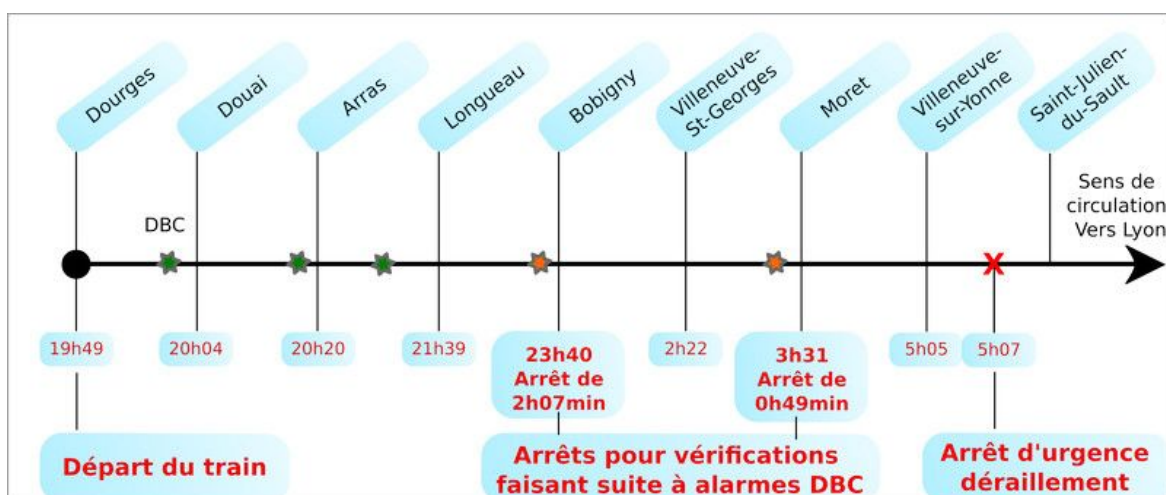 Dourges
Douai
Arras
Longueau
Bobigny
Villeneuve-
St-Georges
Moret
Villeneuve-
sur-Yonne
Saint-Julien-
du-Sault
DBC
Sens de
circulation
Vers Lyon
19h49
20h04
20h20
21h39
23h40
Arrêt de
2h07min
2h22
3h31
Arrêt de
0h49min
5h05
X
5h07
Départ du train
Arrêts pour vérifications
faisant suite à alarmes DBC
Arrêt d'urgence
déraillement